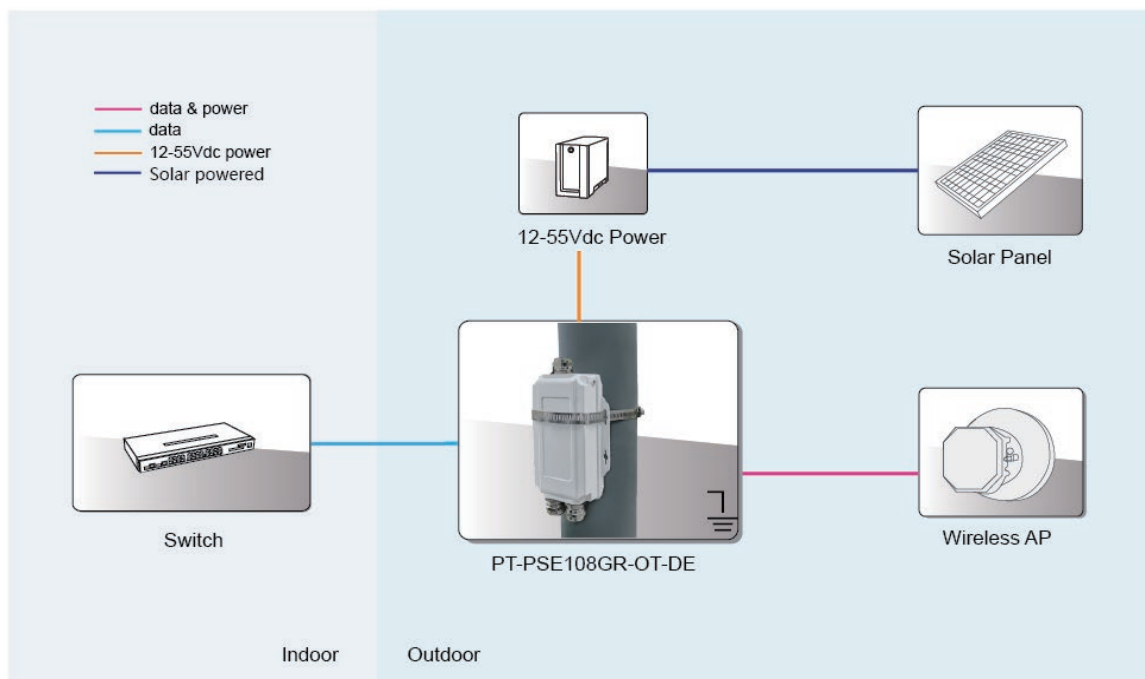 data & power
data
12-55Vdc power
Solar powered
12-55Vdc Power
Solar Panel
Switch
PT-PSE108GR-OT-DE
Wireless AP
Indoor
Outdoor